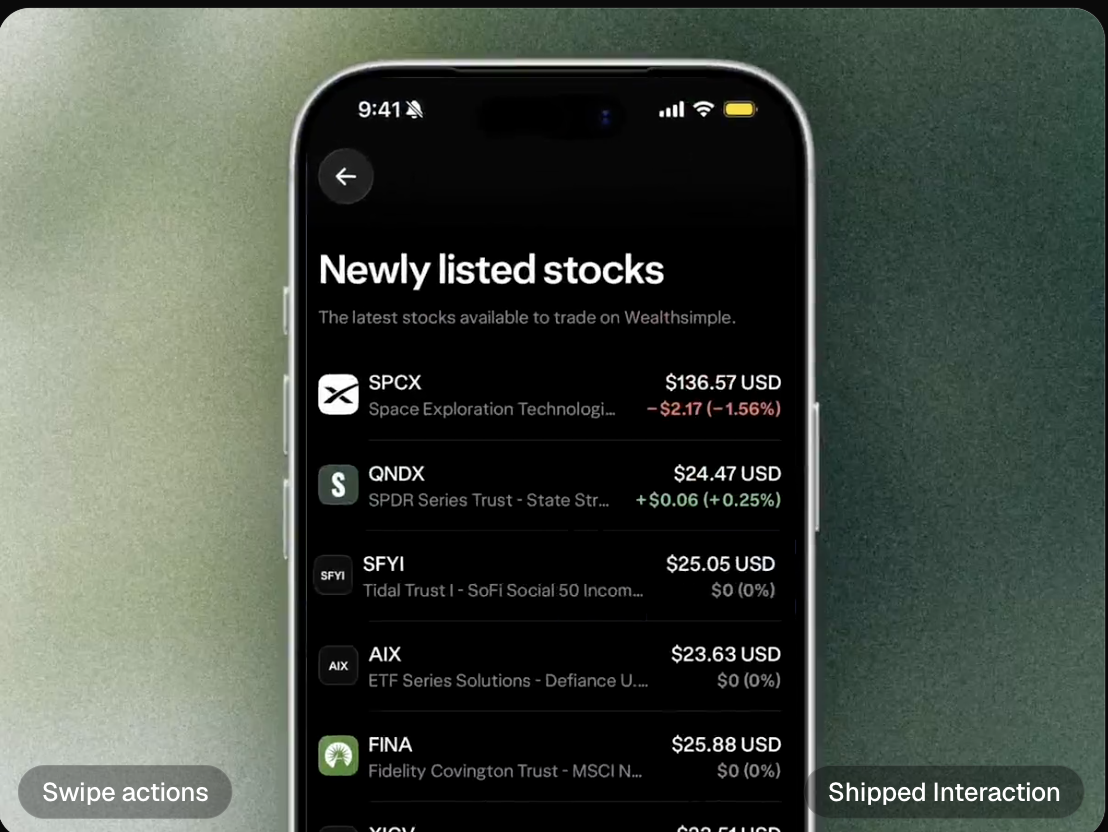 9:41
Newly listed stocks
The latest stocks available to trade on Wealthsimple.
SPCX $136.57 USD
Space Exploration Technologi... −$2.17 (−1.56%)
S
QNDX $24.47 USD
SPDR Series Trust - State Str... +$0.06 (+0.25%)
SFYI
SFYI $25.05 USD
Tidal Trust I - SoFi Social 50 Incom... $0 (0%)
AIX
AIX $23.63 USD
ETF Series Solutions - Defiance U.... $0 (0%)
FINA $25.88 USD
Fidelity Covington Trust - MSCI N... $0 (0%)
Swipe actions
Shipped Interaction